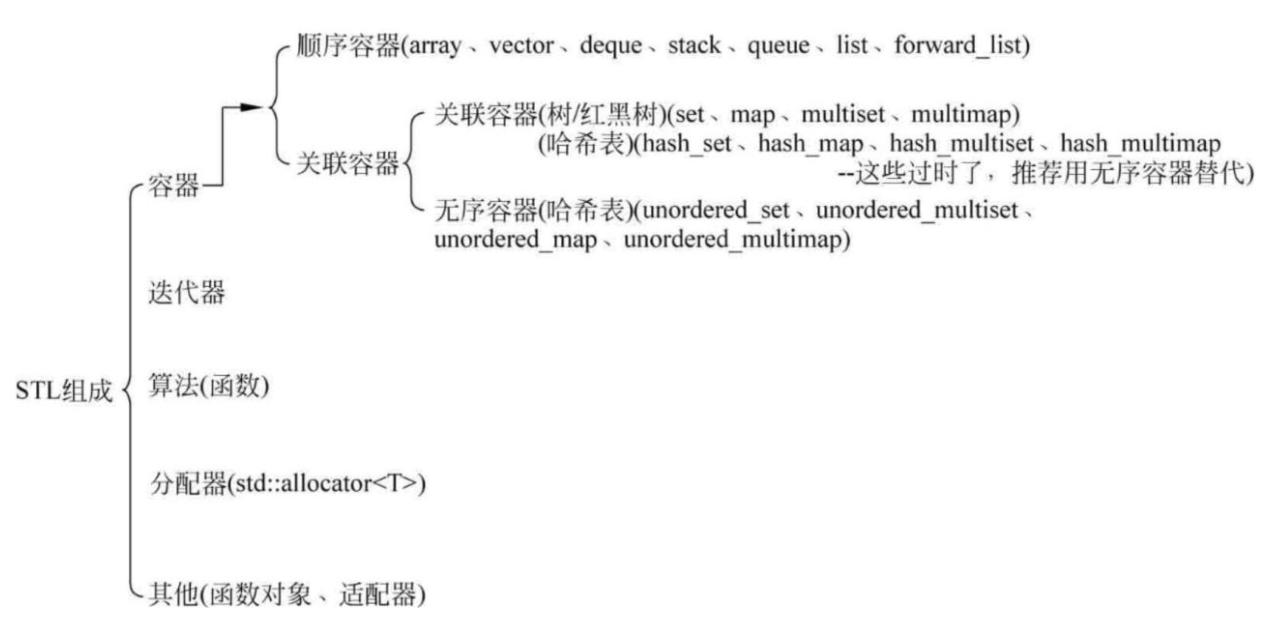 顺序容器(array、vector、deque、stack、queue、list、forward_list)
关联容器(树/红黑树)(set、map、multiset、multimap)
(哈希表)(hash_set、hash_map、hash_multiset、hash_multimap
--这些过时了，推荐用无序容器替代)
关联容器
容器
无序容器(哈希表)(unordered_set、unordered_multiset、
unordered_map、unordered_multimap)
迭代器
STL组成
算法(函数)
分配器(std::allocator<T>)
其他(函数对象、适配器)